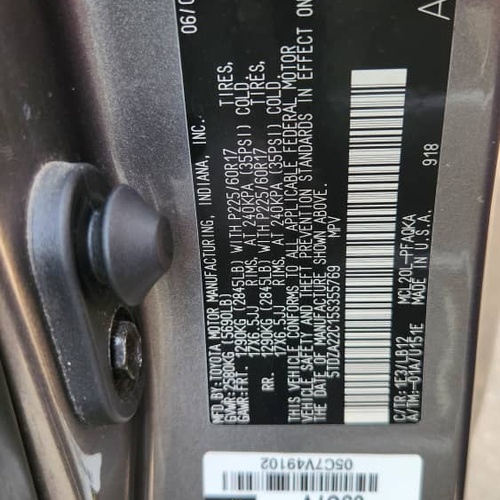 06/0
MFD. BY: TOYOTA MOTOR MANUFACTURING, INDIANA, INC.
GVWR: 2580KG (5690LB)
GAWR: FRT. 1290KG (2845LB) WITH P225/60R17 TIRES,
17X6.5JJ RIMS, AT 240KPA (35PSI) COLD,
RR. 1290KG (2845LB) WITH P225/60R17 TIRES,
17X6.5JJ RIMS, AT 240KPA (35PSI) COLD.
THIS VEHICLE CONFORMS TO ALL APPLICABLE FEDERAL MOTOR
VEHICLE SAFETY AND THEFT PREVENTION STANDARDS IN EFFECT ON
THE DATE OF MANUFACTURE SHOWN ABOVE.
5TDZA22C15S355769 MPV
A
C/TR: 1E3/LB12 MCL20L-PFAQKA 918
A/TM: -01A/U151E MADE IN U.S.A.
05C7V49102